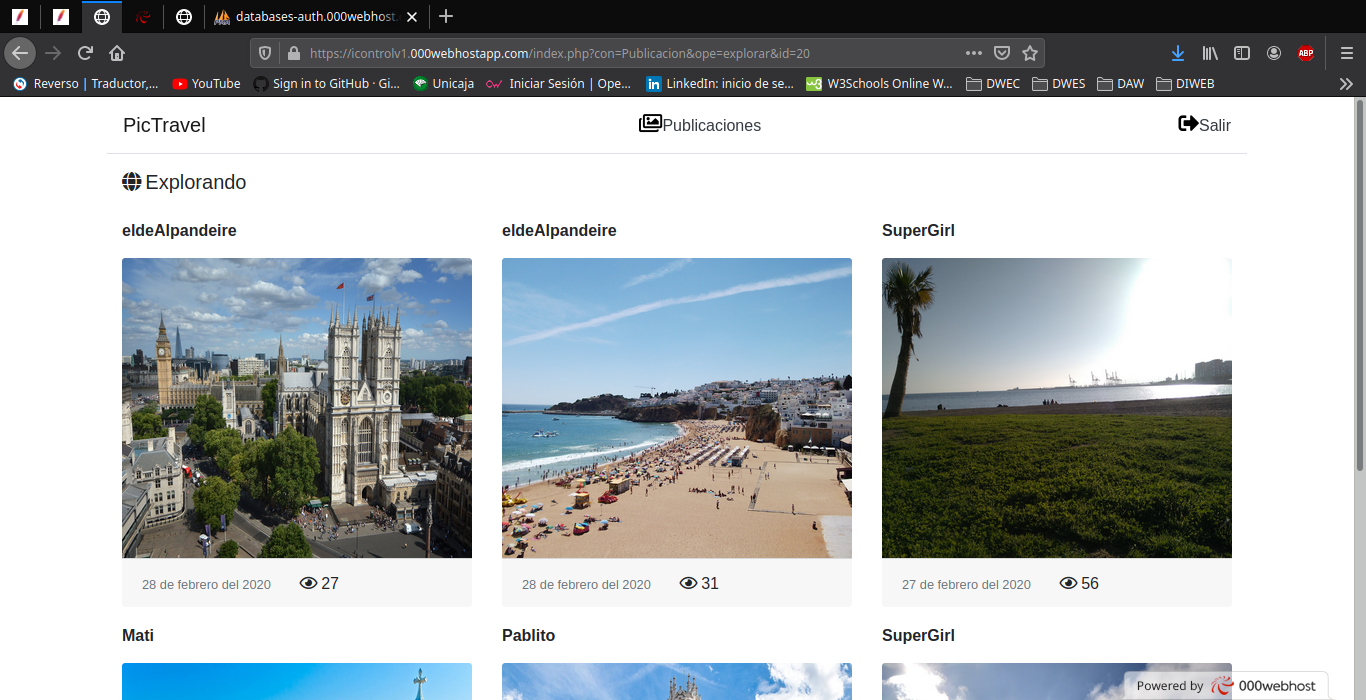 databases-auth.000webhost.
https://icontrolv1.000webhostapp.com/index.php?con=Publicacion&ope=explorar&id=20
ABP
Reverso | Traductor,... YouTube Sign in to GitHub · Gi... Unicaja Iniciar Sesión | Ope... LinkedIn: inicio de se... W3Schools Online W... DWEC DWES DAW DIWEB
PicTravel Publicaciones Salir
Explorando
eldeAlpandeire eldeAlpandeire SuperGirl
28 de febrero del 2020 27 28 de febrero del 2020 31 27 de febrero del 2020 56
Mati Pablito SuperGirl
Powered by 000webhost